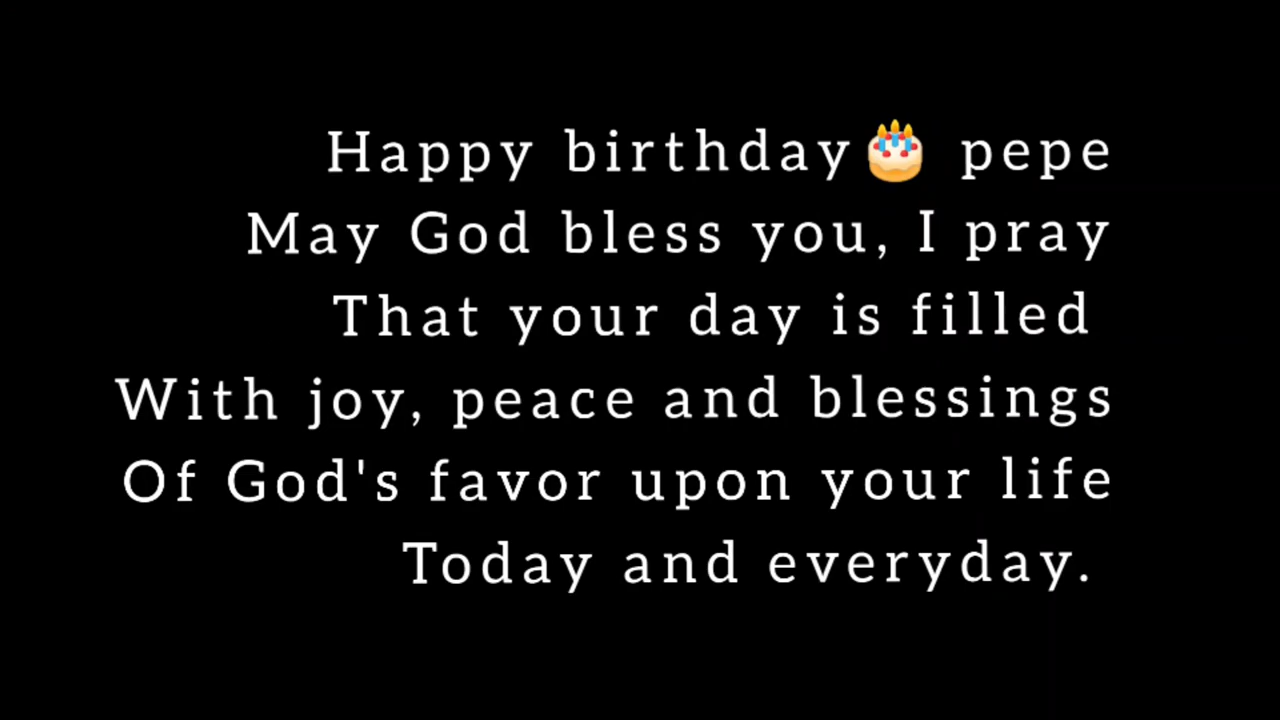 Happy birthday🎂 pepe
May God bless you, I pray
That your day is filled
With joy, peace and blessings
Of God's favor upon your life
Today and everyday.